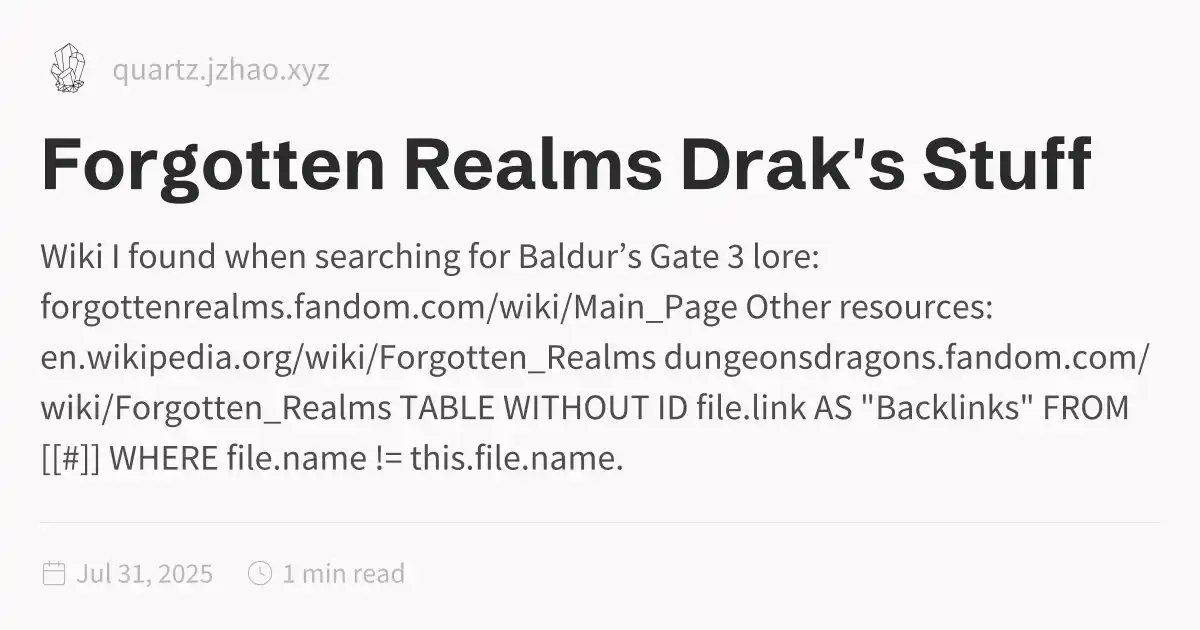 quartz.jzhao.xyz
Forgotten Realms Drak's Stuff
Wiki I found when searching for Baldur’s Gate 3 lore:
forgottenrealms.fandom.com/wiki/Main_Page Other resources:
en.wikipedia.org/wiki/Forgotten_Realms dungeonsdragons.fandom.com/
wiki/Forgotten_Realms TABLE WITHOUT ID file.link AS "Backlinks" FROM
[[#]] WHERE file.name != this.file.name.
Jul 31, 2025 1 min read